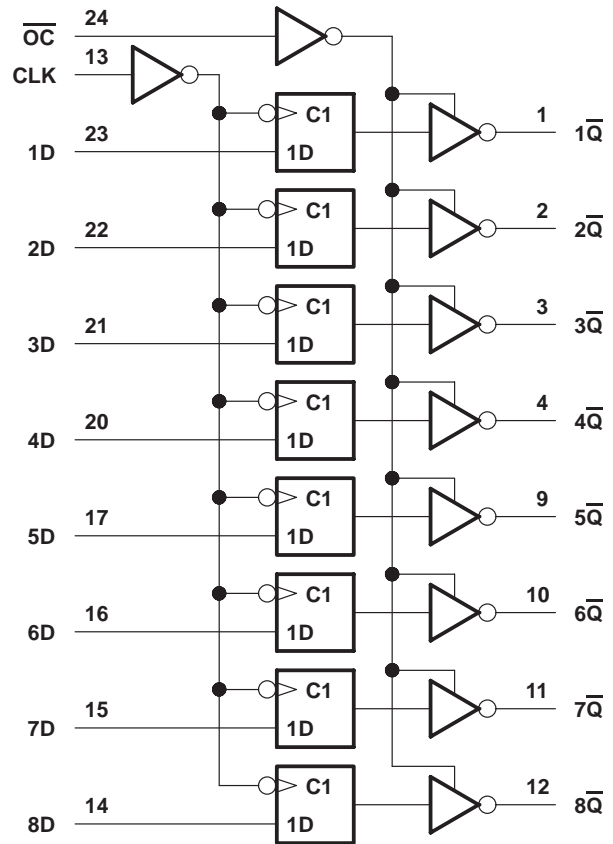 O̅C̅ 24
CLK 13
C1
1D 23 1D 1 1Q̅
C1
2D 22 1D 2 2Q̅
C1
3D 21 1D 3 3Q̅
C1
4D 20 1D 4 4Q̅
C1
5D 17 1D 9 5Q̅
C1
6D 16 1D 10 6Q̅
C1
7D 15 1D 11 7Q̅
C1
8D 14 1D 12 8Q̅